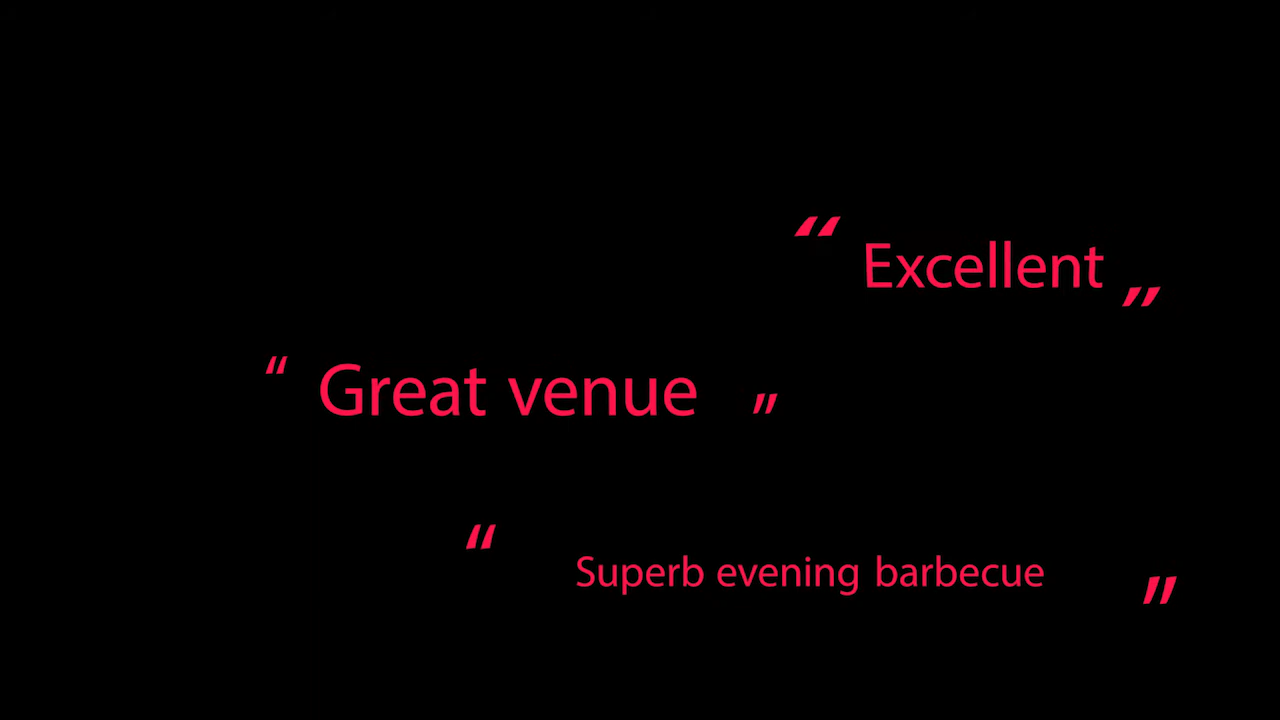 “ Excellent „
“ Great venue „
“ Superb evening barbecue „